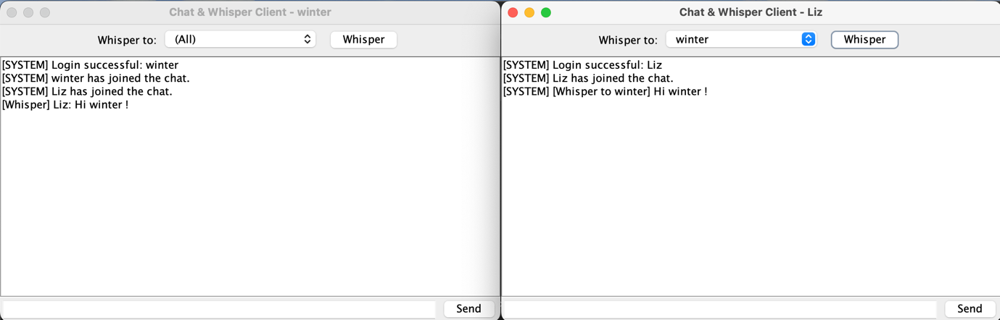 Chat & Whisper Client - winter
Whisper to: (All) Whisper
[SYSTEM] Login successful: winter
[SYSTEM] winter has joined the chat.
[SYSTEM] Liz has joined the chat.
[Whisper] Liz: Hi winter !
Send
Chat & Whisper Client - Liz
Whisper to: winter Whisper
[SYSTEM] Login successful: Liz
[SYSTEM] Liz has joined the chat.
[SYSTEM] [Whisper to winter] Hi winter !
Send